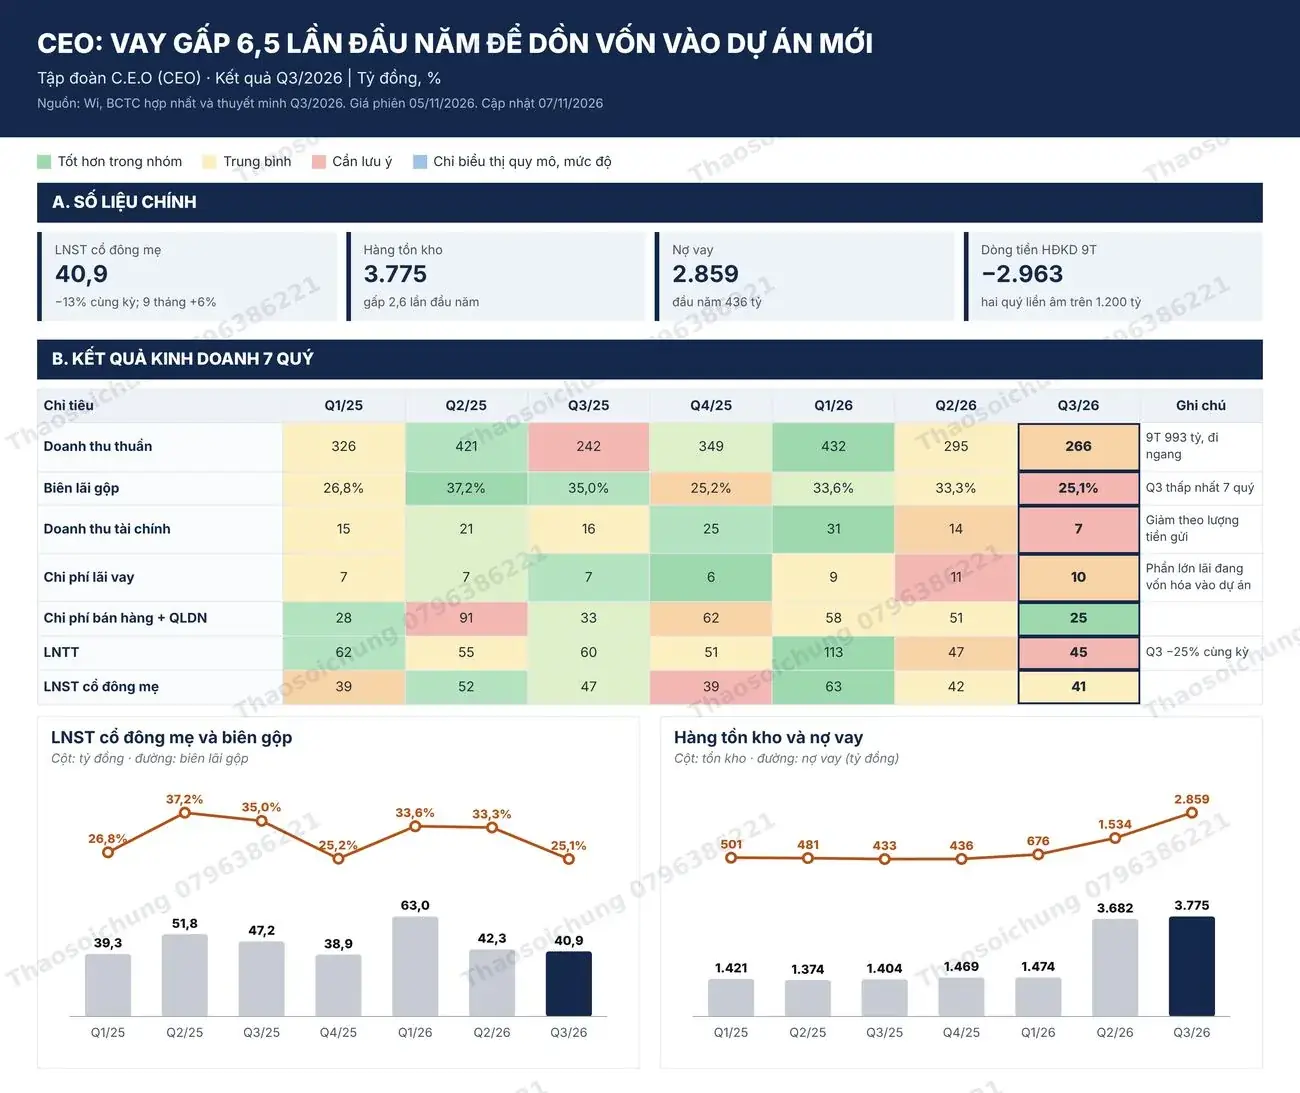 CEO: VAY GẤP 6,5 LẦN ĐẦU NĂM ĐỂ DỒN VỐN VÀO DỰ ÁN MỚI
Tập đoàn C.E.O (CEO) · Kết quả Q3/2026 | Tỷ đồng, %
Nguồn: Wi, BCTC hợp nhất và thuyết minh Q3/2026. Giá phiên 05/11/2026. Cập nhật 07/11/2026
Tốt hơn trong nhóm Trung bình Cần lưu ý Chỉ biểu thị quy mô, mức độ
A. SỐ LIỆU CHÍNH
LNST cổ đông mẹ
40,9
−13% cùng kỳ; 9 tháng +6%
Hàng tồn kho
3.775
gấp 2,6 lần đầu năm
Nợ vay
2.859
đầu năm 436 tỷ
Dòng tiền HĐKD 9T
−2.963
hai quý liền âm trên 1.200 tỷ
B. KẾT QUẢ KINH DOANH 7 QUÝ
Chỉ tiêu Q1/25 Q2/25 Q3/25 Q4/25 Q1/26 Q2/26 Q3/26 Ghi chú
Doanh thu thuần 326 421 242 349 432 295 266 9T 993 tỷ, đi
ngang
Biên lãi gộp 26,8% 37,2% 35,0% 25,2% 33,6% 33,3% 25,1% Q3 thấp nhất 7 quý
Doanh thu tài chính 15 21 16 25 31 14 7 Giảm theo lượng
tiền gửi
Chi phí lãi vay 7 7 7 6 9 11 10 Phần lớn lãi đang
vốn hóa vào dự án
Chi phí bán hàng + QLDN 28 91 33 62 58 51 25
LNTT 62 55 60 51 113 47 45 Q3 −25% cùng kỳ
LNST cổ đông mẹ 39 52 47 39 63 42 41
LNST cổ đông mẹ và biên gộp
Cột: tỷ đồng · đường: biên lãi gộp
26,8% 37,2% 35,0% 25,2% 33,6% 33,3% 25,1%
39,3 51,8 47,2 38,9 63,0 42,3 40,9
Q1/25 Q2/25 Q3/25 Q4/25 Q1/26 Q2/26 Q3/26
Hàng tồn kho và nợ vay
Cột: tồn kho · đường: nợ vay (tỷ đồng)
501 481 433 436 676 1.534 2.859
1.421 1.374 1.404 1.469 1.474 3.682 3.775
Q1/25 Q2/25 Q3/25 Q4/25 Q1/26 Q2/26 Q3/26
Thaosoichung 0796386221